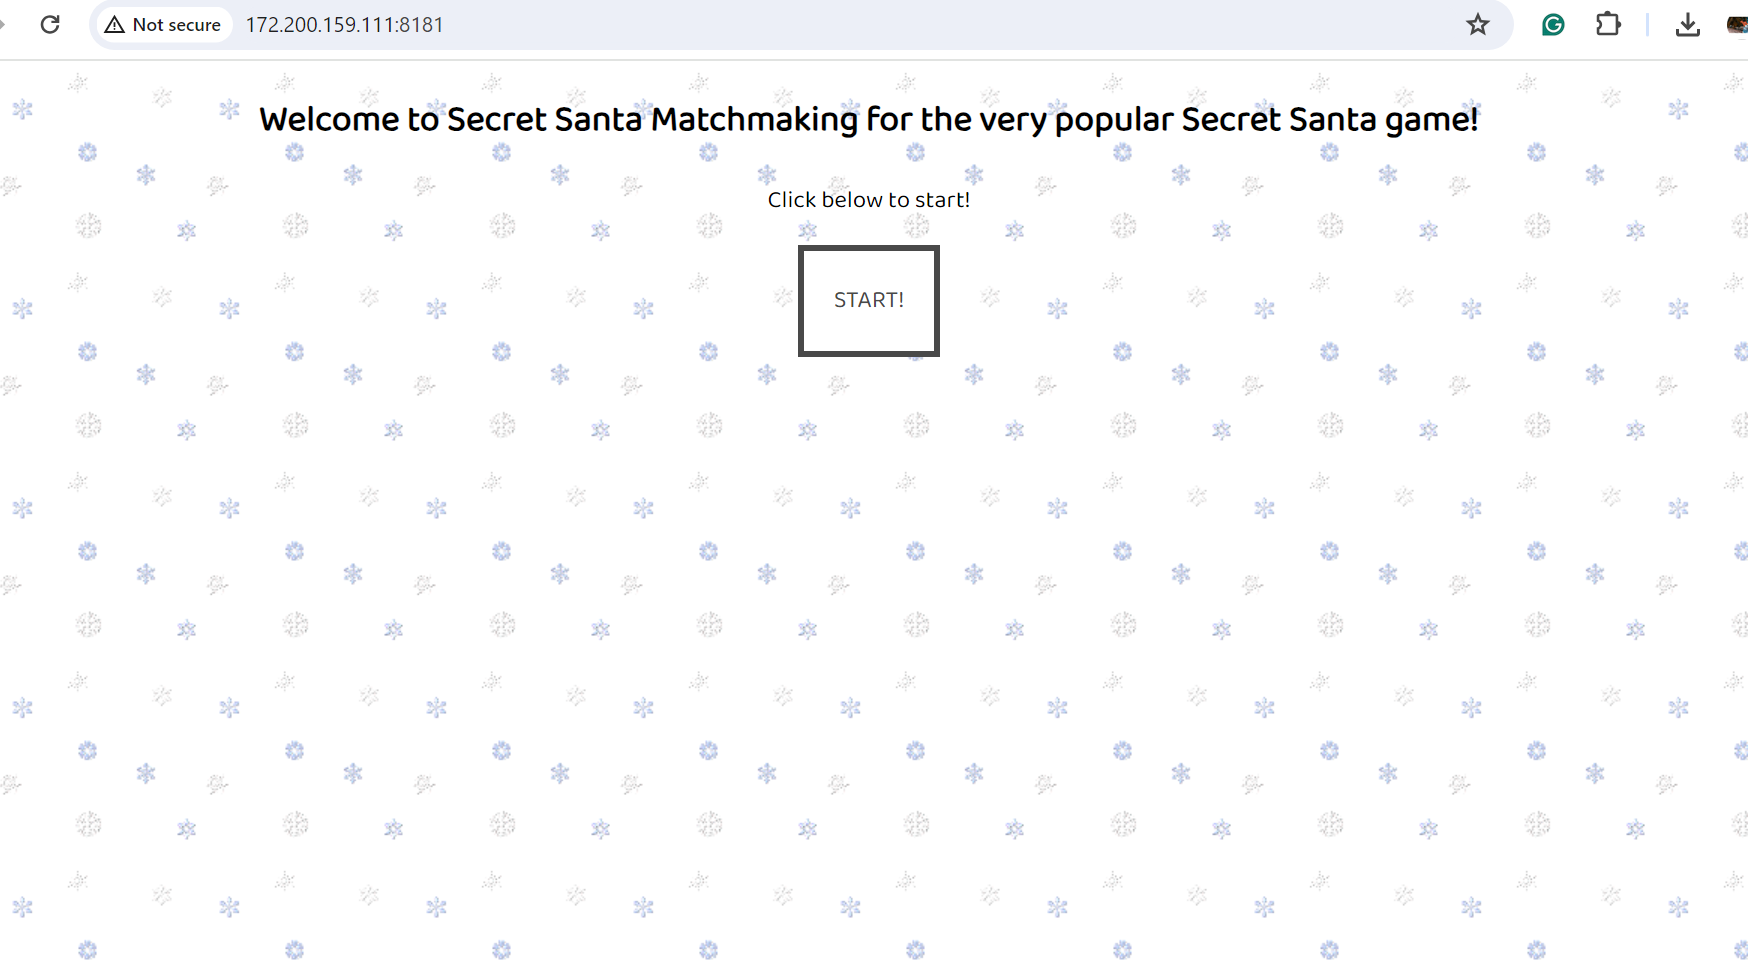 Not secure 172.200.159.111:8181
Welcome to Secret Santa Matchmaking for the very popular Secret Santa game!
Click below to start!
START!